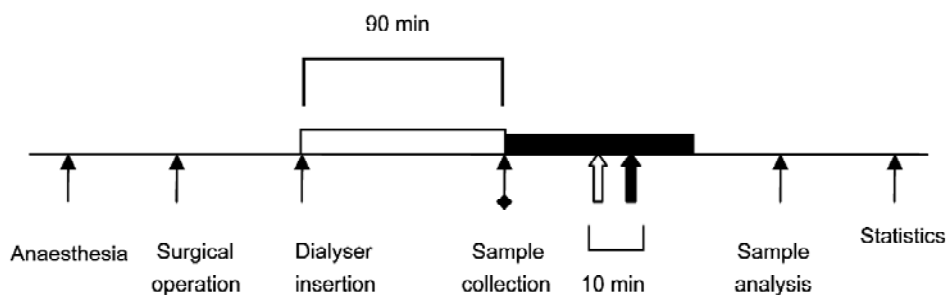 90 min
Anaesthesia
Surgical
operation
Dialyser
insertion
Sample
collection
10 min
Sample
analysis
Statistics